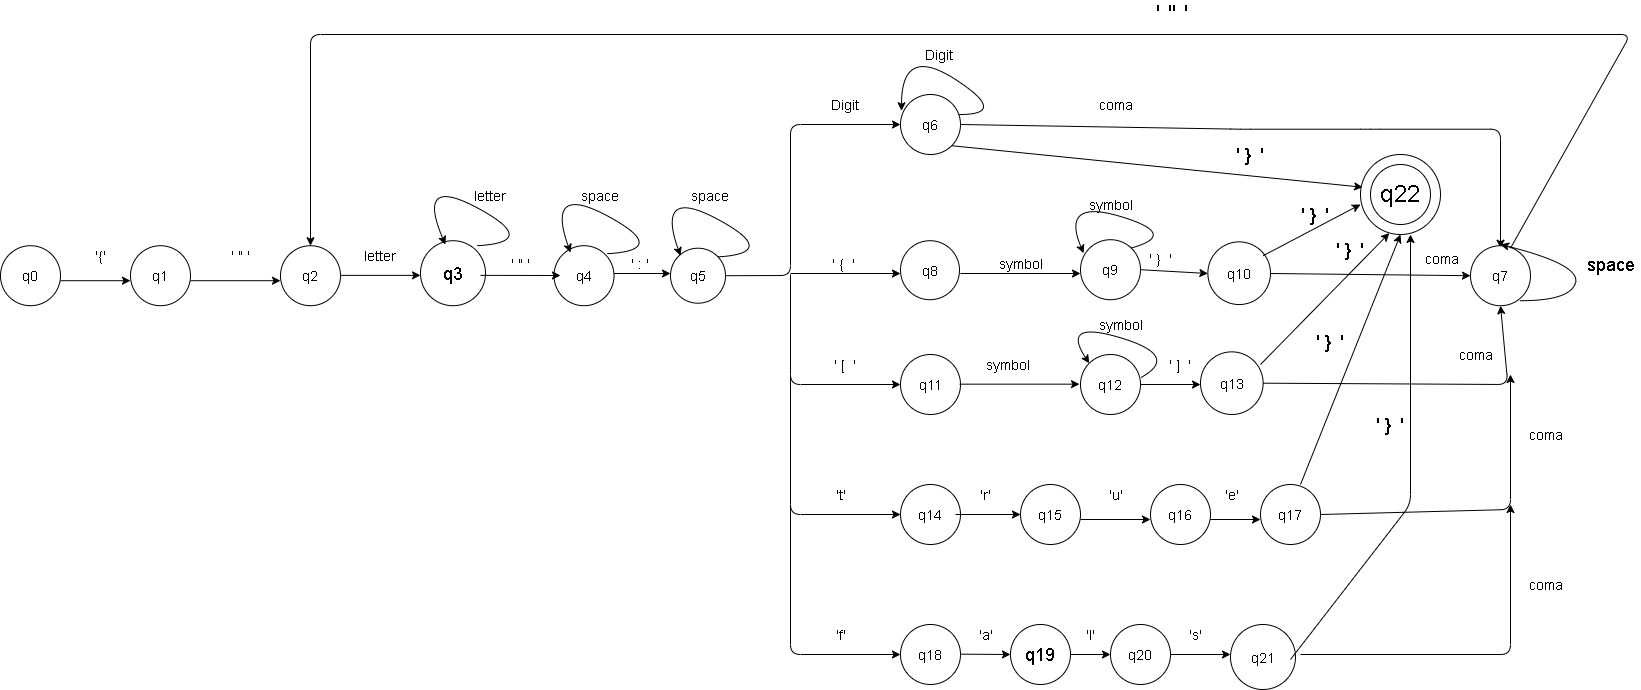 ' " '
Digit
Digit
coma
q6
' } '
letter
space
space
symbol
q22
' } '
'{'
' " '
letter
' " '
' : '
' { '
symbol
' } '
' } '
coma
space
q0
q1
q2
q3
q4
q5
q8
q9
q10
q7
symbol
' } '
coma
' [ '
symbol
' ] '
q11
q12
q13
' } '
coma
't'
'r'
'u'
'e'
q14
q15
q16
q17
coma
'f'
'a'
'l'
's'
q18
q19
q20
q21